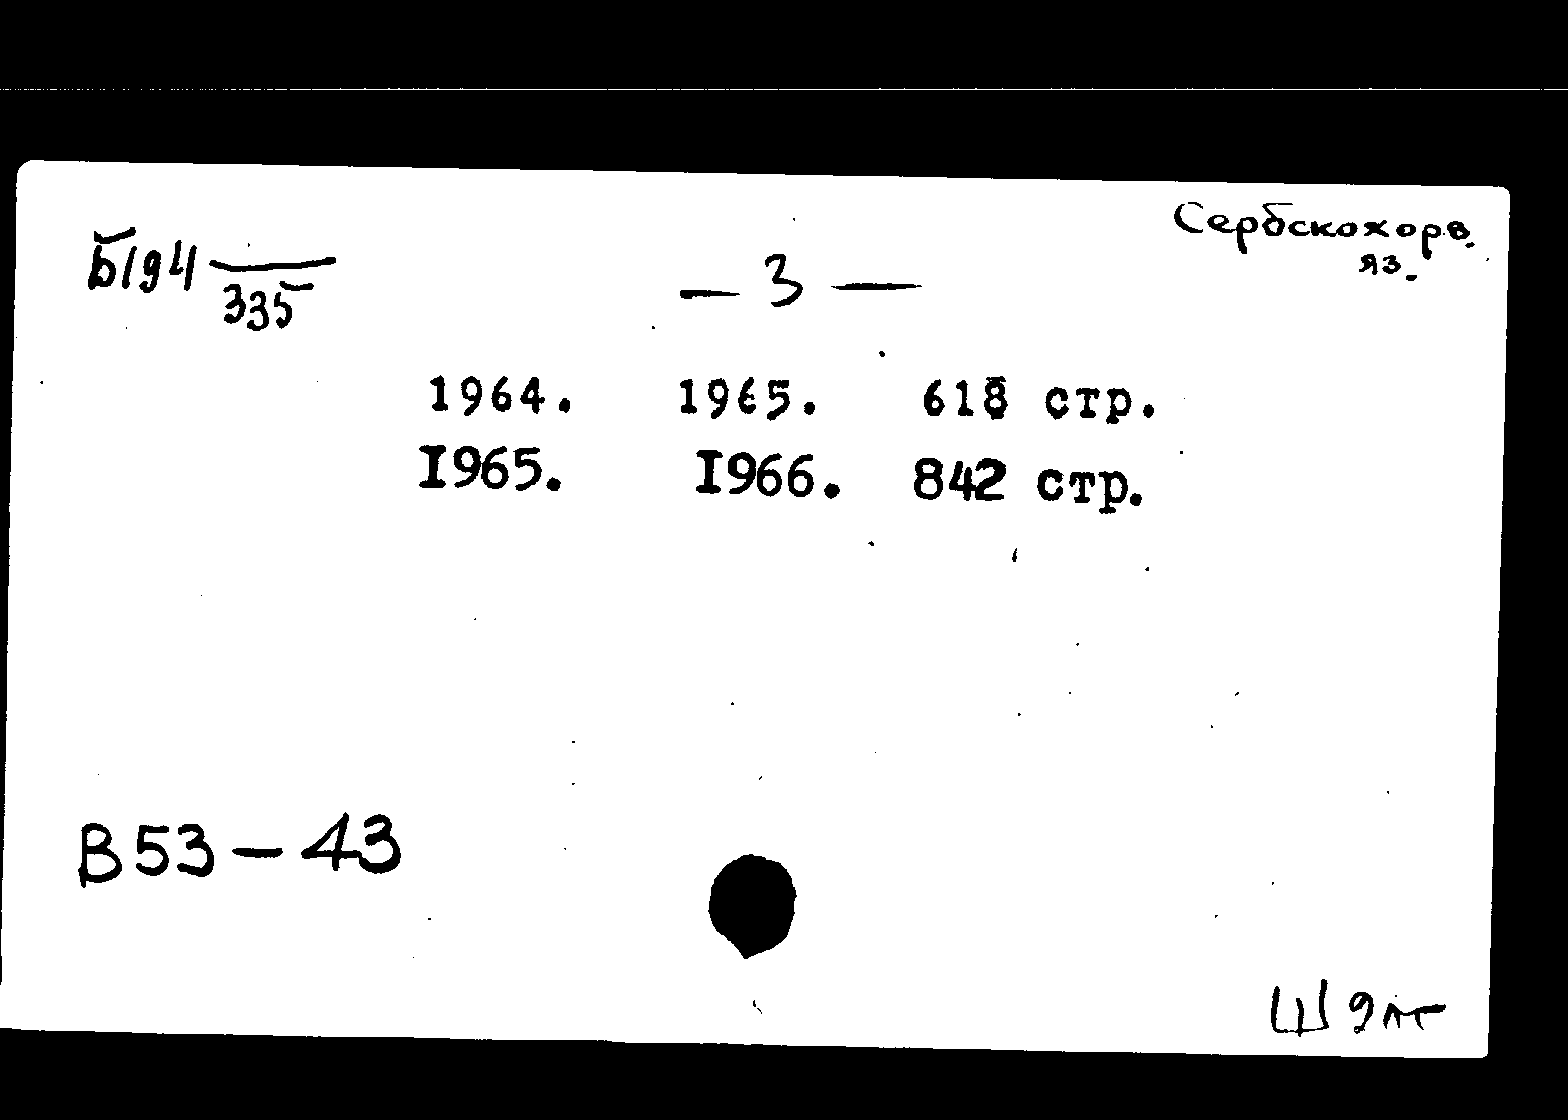 Б194 335
— 3 —
Сербскохорв.
яз.
1964. 1965. 618 стр.
I965. I966. 842 стр.
В53 – 43